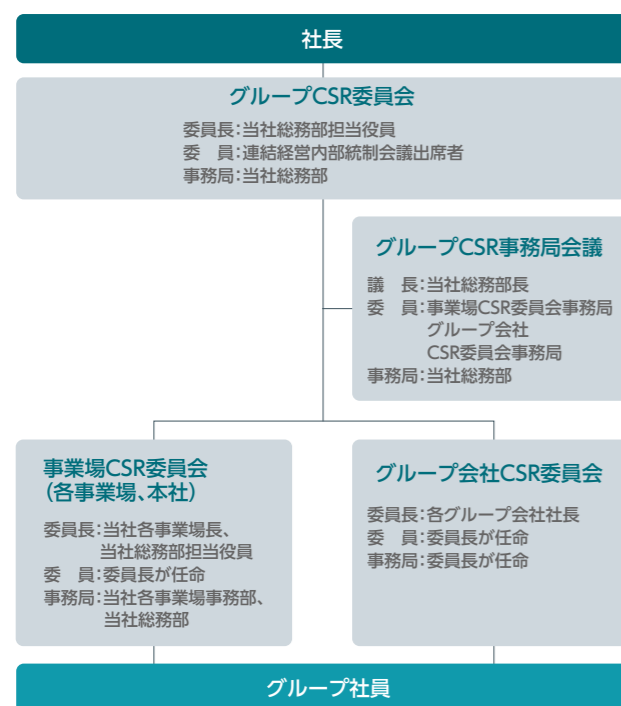 社長
グループCSR委員会
委員長:当社総務部担当役員
委　員:連結経営内部統制会議出席者
事務局:当社総務部
グループCSR事務局会議
議　長:当社総務部長
委　員:事業場CSR委員会事務局
グループ会社
CSR委員会事務局
事務局:当社総務部
事業場CSR委員会
(各事業場、本社)
委員長:当社各事業場長、
当社総務部担当役員
委　員:委員長が任命
事務局:当社各事業場事務部、
当社総務部
グループ会社CSR委員会
委員長:各グループ会社社長
委　員:委員長が任命
事務局:委員長が任命
グループ社員